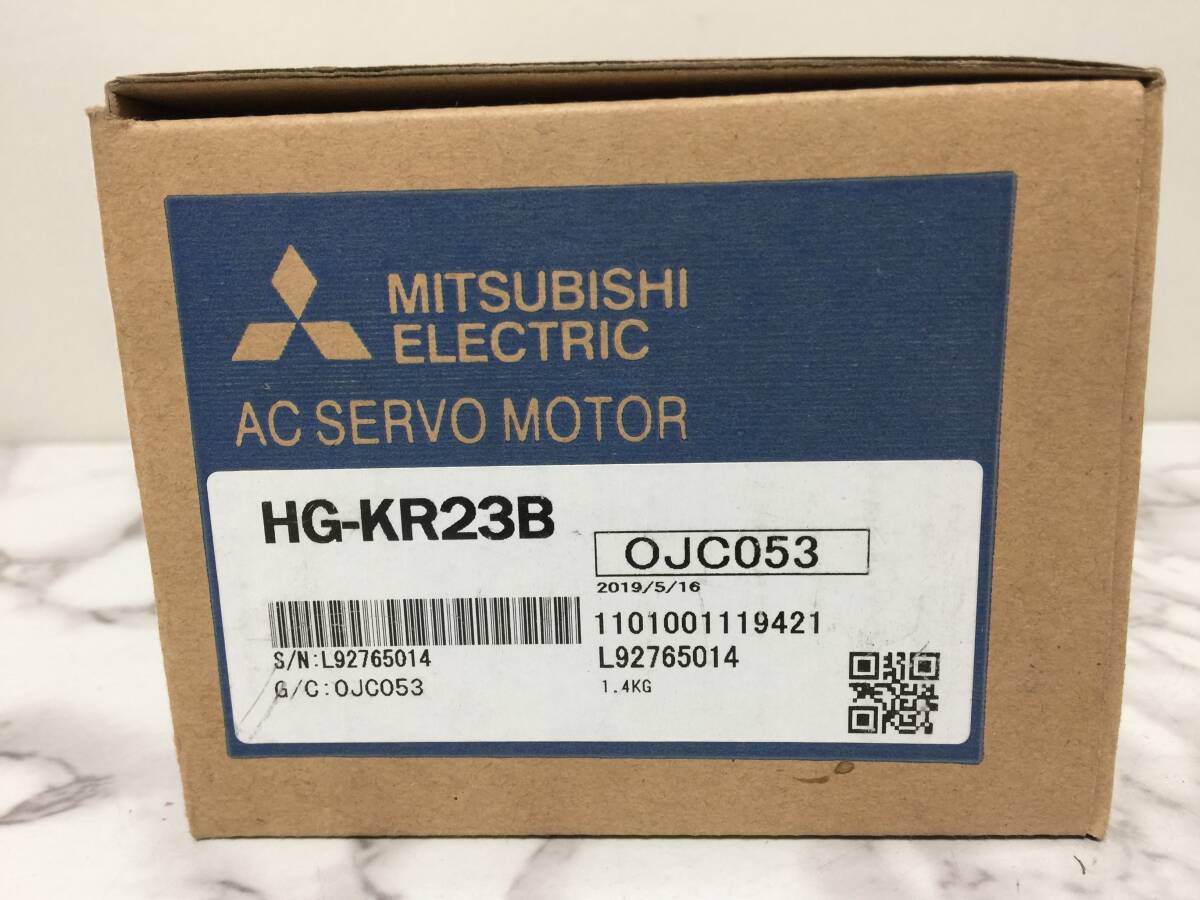 MITSUBISHI
ELECTRIC
AC SERVO MOTOR
HG-KR23B
OJC053
2019/5/16
1101001119421
S/N:L92765014
L92765014
G/C:OJC053
1.4KG